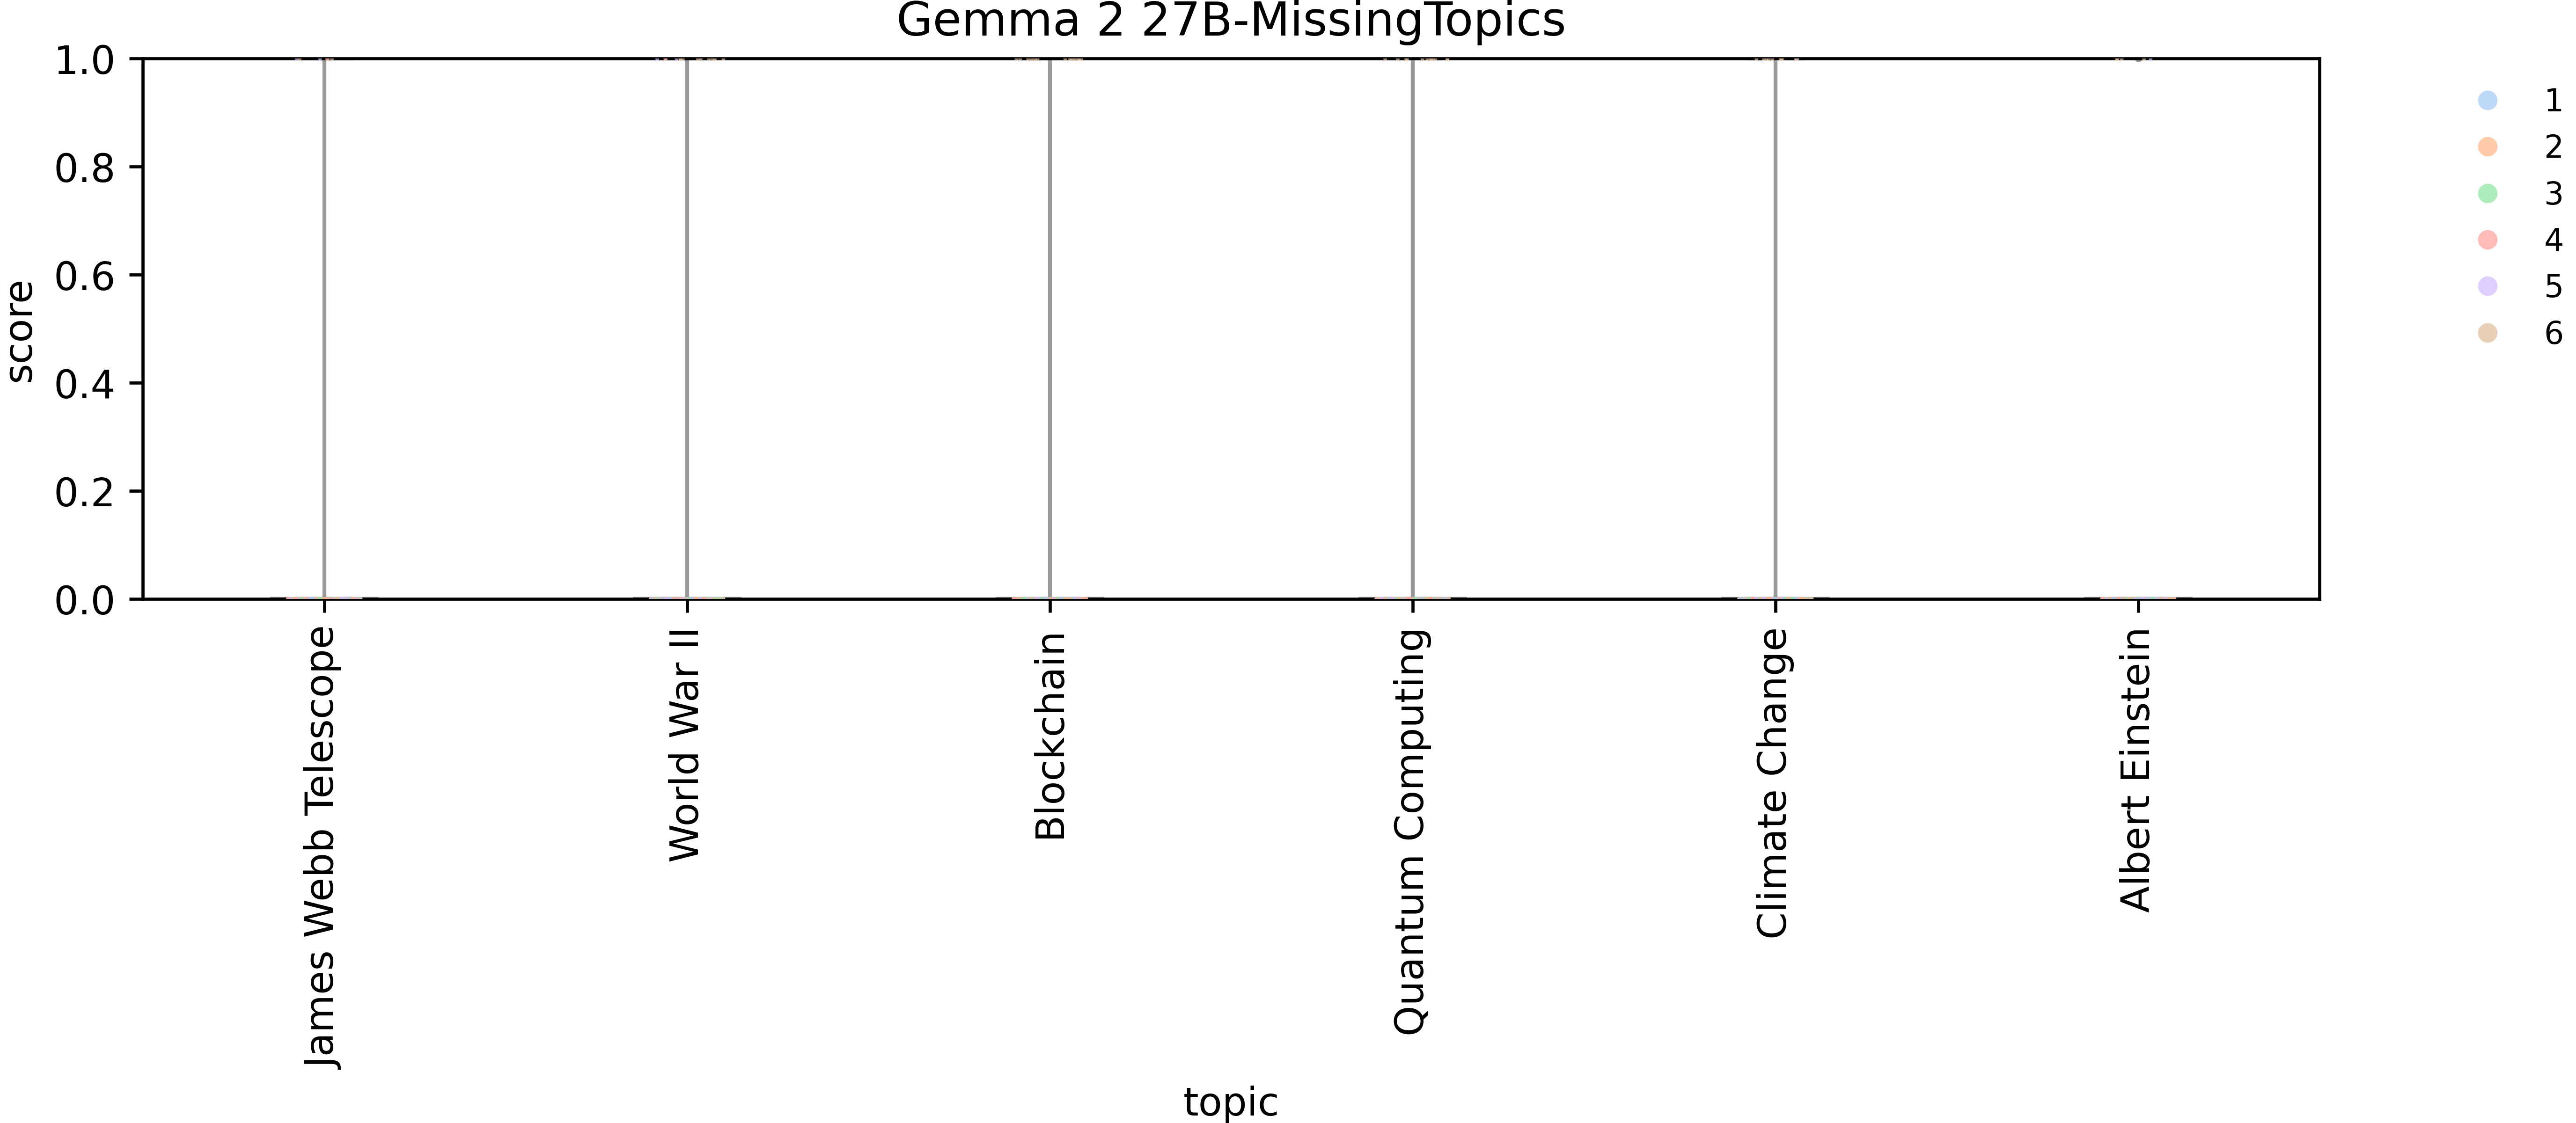 Gemma 2 27B-MissingTopics
1.0
0.8
0.6
0.4
0.2
0.0
score
1
2
3
4
5
6
James Webb Telescope
World War II
Blockchain
Quantum Computing
Climate Change
Albert Einstein
topic